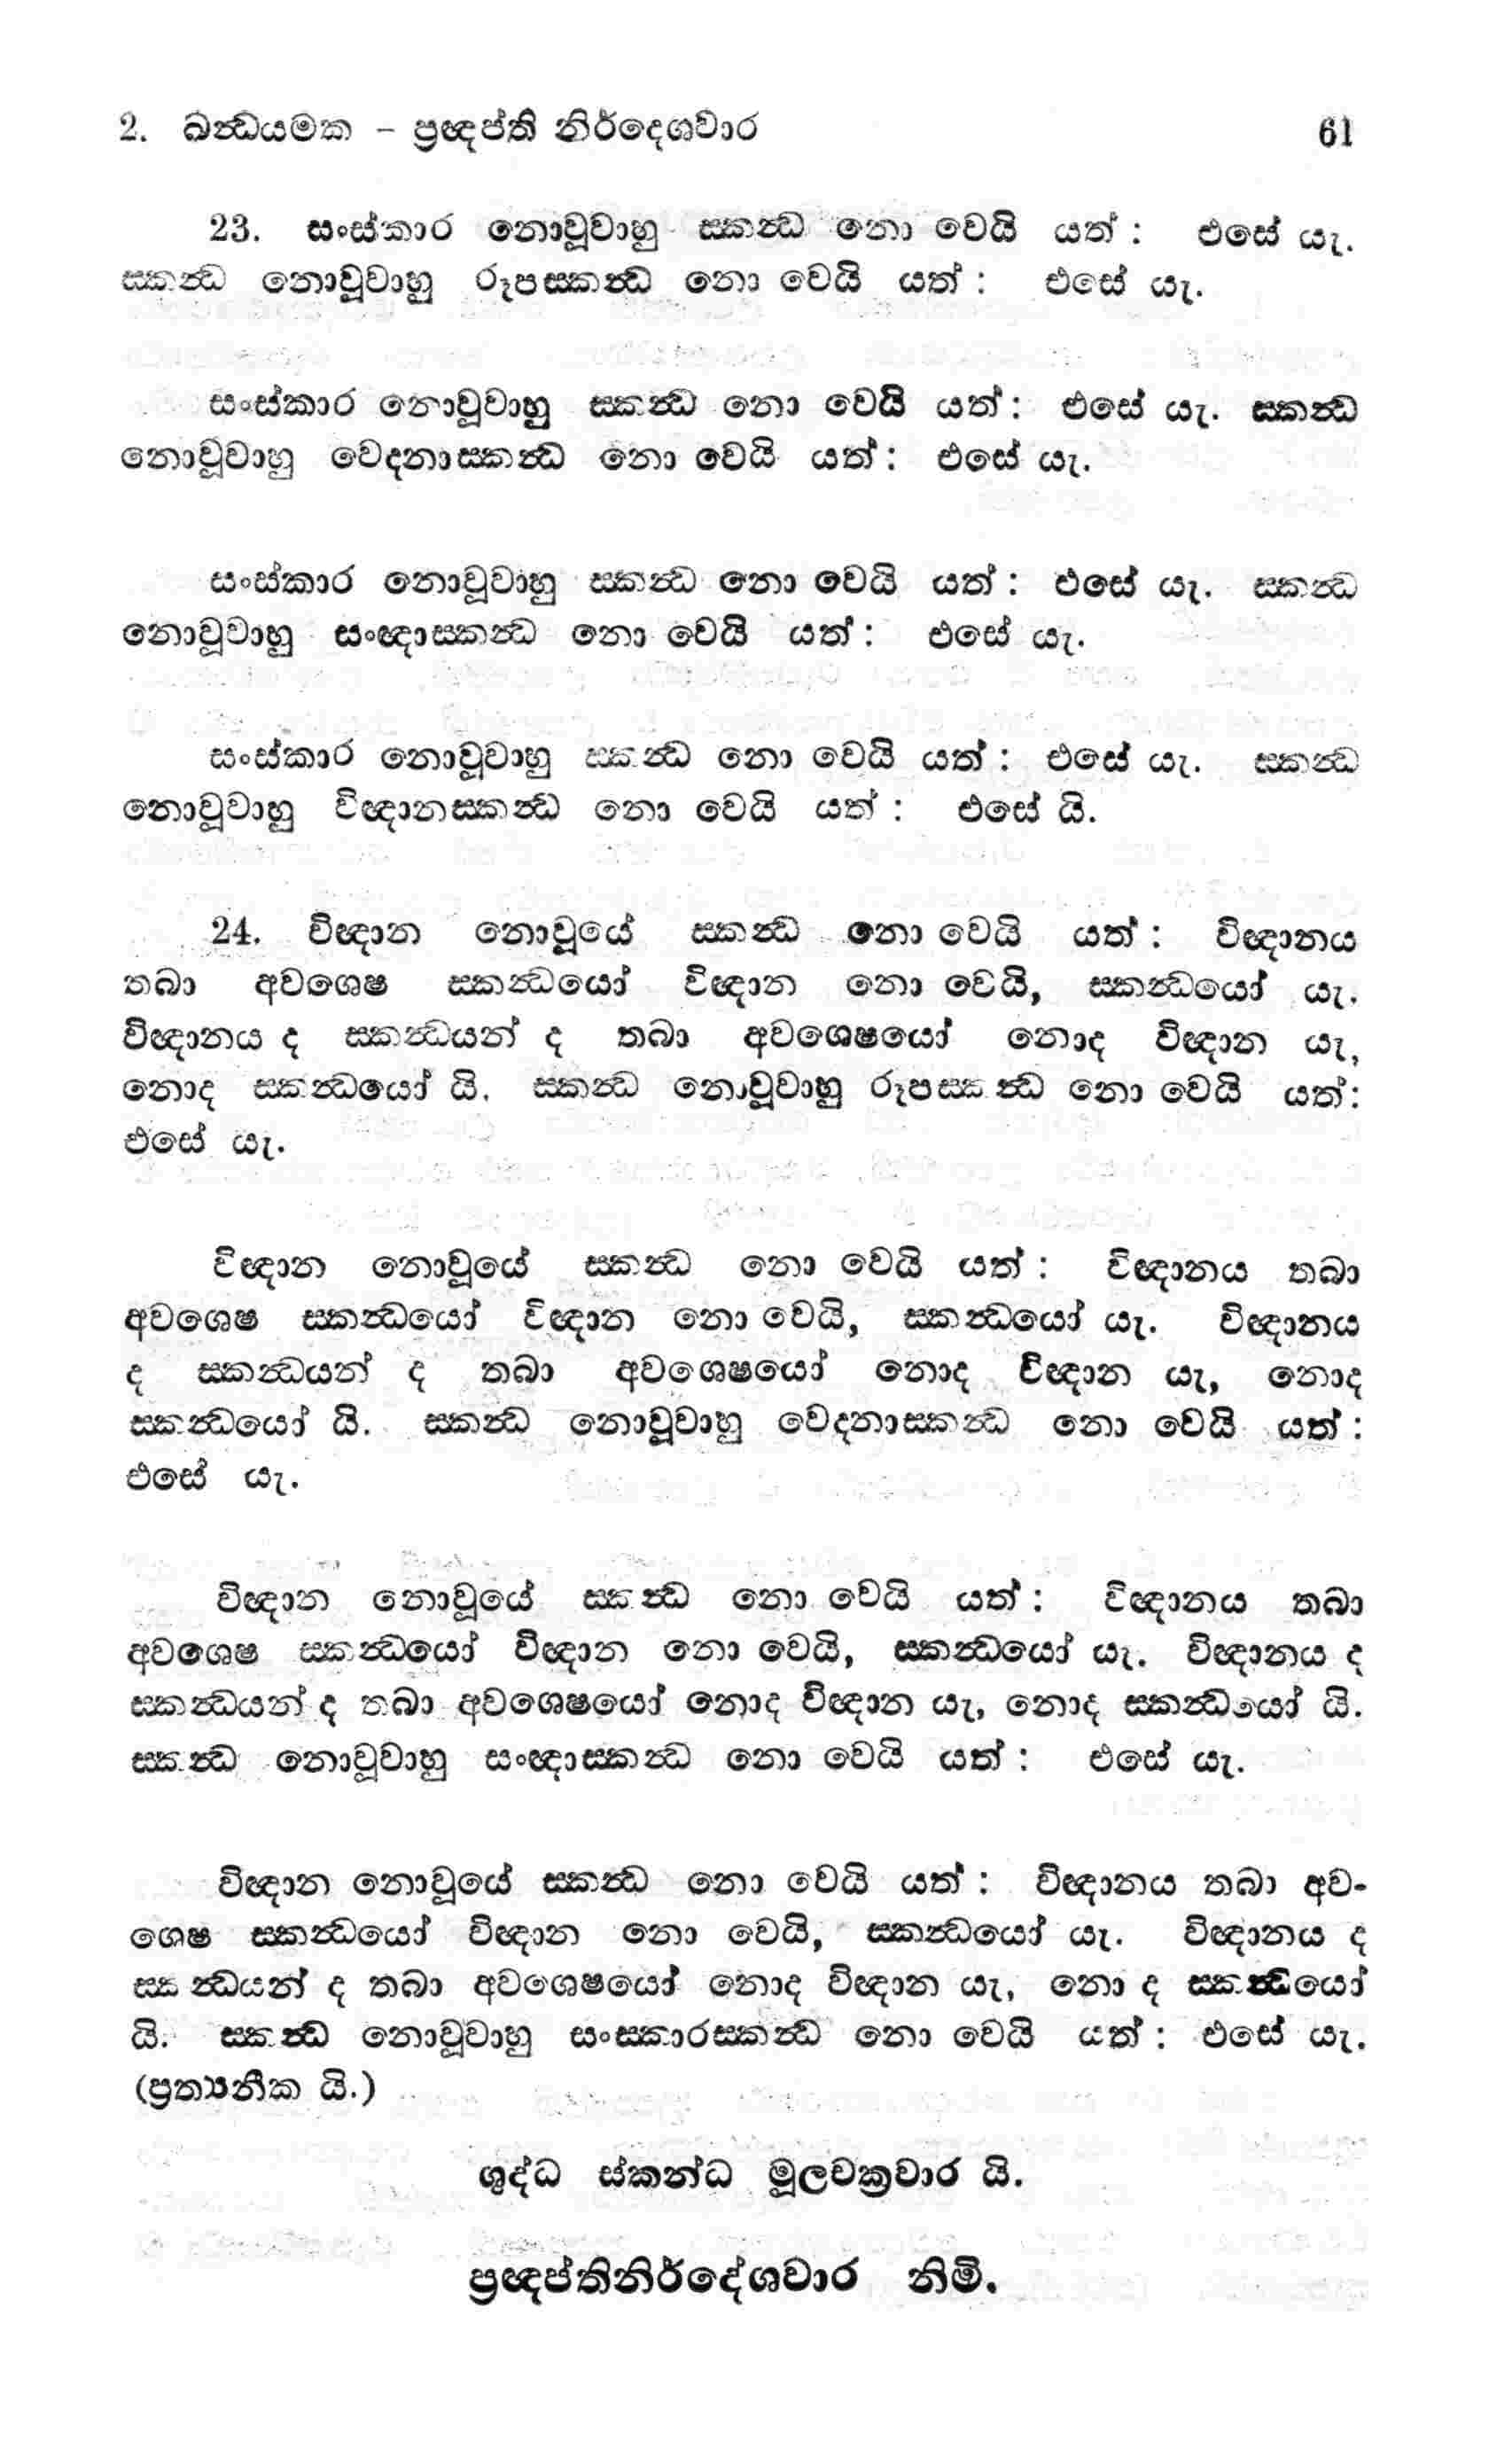 2. ඛන්ධයමක - ප්‍රඥප්ති නිර්දෙශවාර 61
23. සංස්කාර නොවූවාහු ස්කන්ධ නො වෙයි යත් : එසේ යැ.
ස්කන්ධ නොවූවාහු රූපස්කන්ධ නො වෙයි යත් : එසේ යැ.
සංස්කාර නොවූවාහු ස්කන්ධ නො වෙයි යත් : එසේ යැ. ස්කන්ධ
නොවූවාහු වෙදනාස්කන්ධ නො වෙයි යත් : එසේ යැ.
සංස්කාර නොවූවාහු ස්කන්ධ නො වෙයි යත් : එසේ යැ. ස්කන්ධ
නොවූවාහු සංඥාස්කන්ධ නො වෙයි යත් : එසේ යැ.
සංස්කාර නොවූවාහු ස්කන්ධ නො වෙයි යත් : එසේ යැ. ස්කන්ධ
නොවූවාහු විඥානස්කන්ධ නො වෙයි යත් : එසේ යි.
24. විඥාන නොවූයේ ස්කන්ධ නො වෙයි යත් : විඥානය
තබා අවශෙෂ ස්කන්ධයෝ විඥාන නො වෙයි, ස්කන්ධයෝ යැ.
විඥානය ද ස්කන්ධයන් ද තබා අවශෙෂයෝ නොද විඥාන යැ,
නොද ස්කන්ධයෝ යි. ස්කන්ධ නොවූවාහු රූපස්කන්ධ නො වෙයි යත්:
එසේ යැ.
විඥාන නොවූයේ ස්කන්ධ නො වෙයි යත් : විඥානය තබා
අවශෙෂ ස්කන්ධයෝ විඥාන නො වෙයි, ස්කන්ධයෝ යැ. විඥානය
ද ස්කන්ධයන් ද තබා අවශෙෂයෝ නොද විඥාන යැ, නොද
ස්කන්ධයෝ යි. ස්කන්ධ නොවූවාහු වෙදනාස්කන්ධ නො වෙයි යත් :
එසේ යැ.
විඥාන නොවූයේ ස්කන්ධ නො වෙයි යත් : විඥානය තබා
අවශෙෂ ස්කන්ධයෝ විඥාන නො වෙයි, ස්කන්ධයෝ යැ. විඥානය ද
ස්කන්ධයන් ද තබා අවශෙෂයෝ නොද විඥාන යැ, නොද ස්කන්ධයෝ යි.
ස්කන්ධ නොවූවාහු සංඥාස්කන්ධ නො වෙයි යත් : එසේ යැ.
විඥාන නොවූයේ ස්කන්ධ නො වෙයි යත් : විඥානය තබා අව-
ශෙෂ ස්කන්ධයෝ විඥාන නො වෙයි, ස්කන්ධයෝ යැ. විඥානය ද
ස්කන්ධයන් ද තබා අවශෙෂයෝ නොද විඥාන යැ, නො ද ස්කන්ධයෝ
යි. ස්කන්ධ නොවූවාහු සංස්කාරස්කන්ධ නො වෙයි යත් : එසේ යැ.
(ප්‍රත්‍යනීක යි.)
ශුද්ධ ස්කන්ධ මූලචක්‍රවාර යි.
ප්‍රඥප්තිනිර්දේශවාර නිමි.